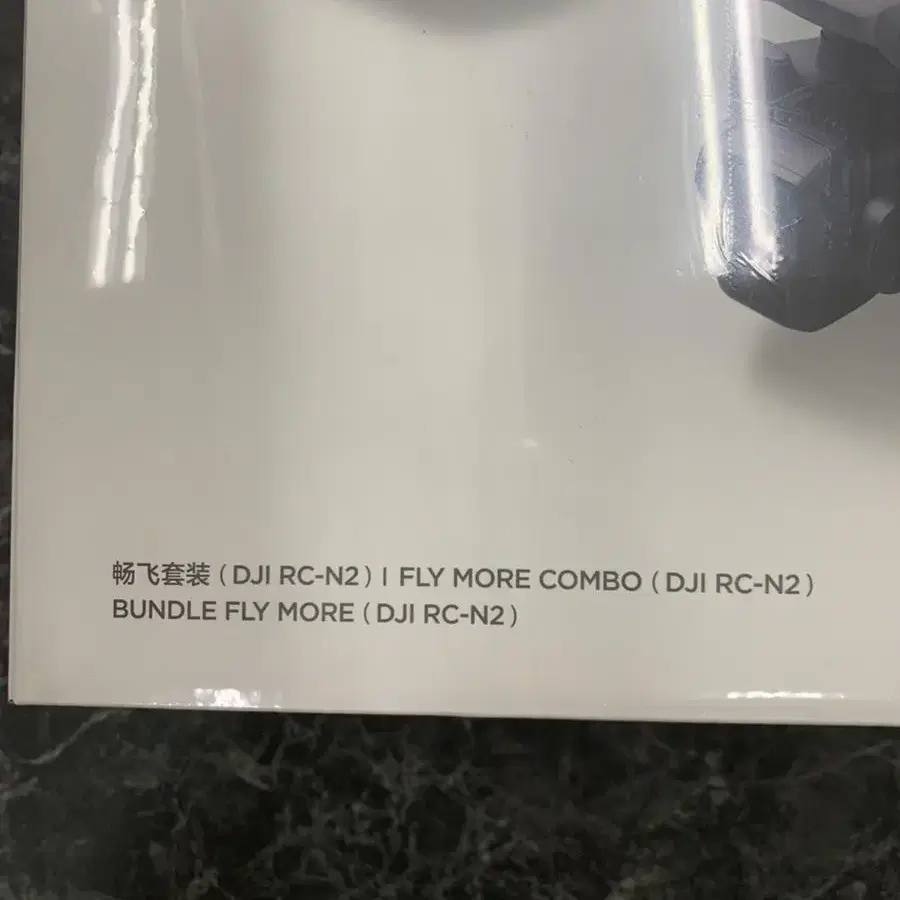 畅飞套装 (DJI RC-N2) | FLY MORE COMBO (DJI RC-N2)
BUNDLE FLY MORE (DJI RC-N2)